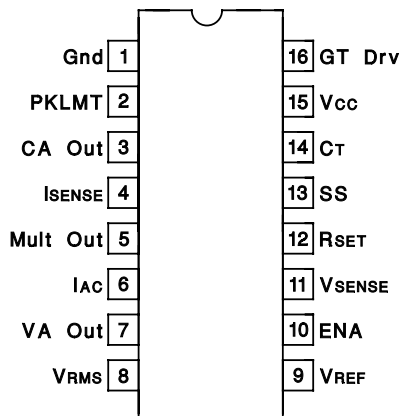 Gnd 1 16 GT Drv
PKLMT 2 15 VCC
CA Out 3 14 CT
ISENSE 4 13 SS
Mult Out 5 12 RSET
IAC 6 11 VSENSE
VA Out 7 10 ENA
VRMS 8 9 VREF